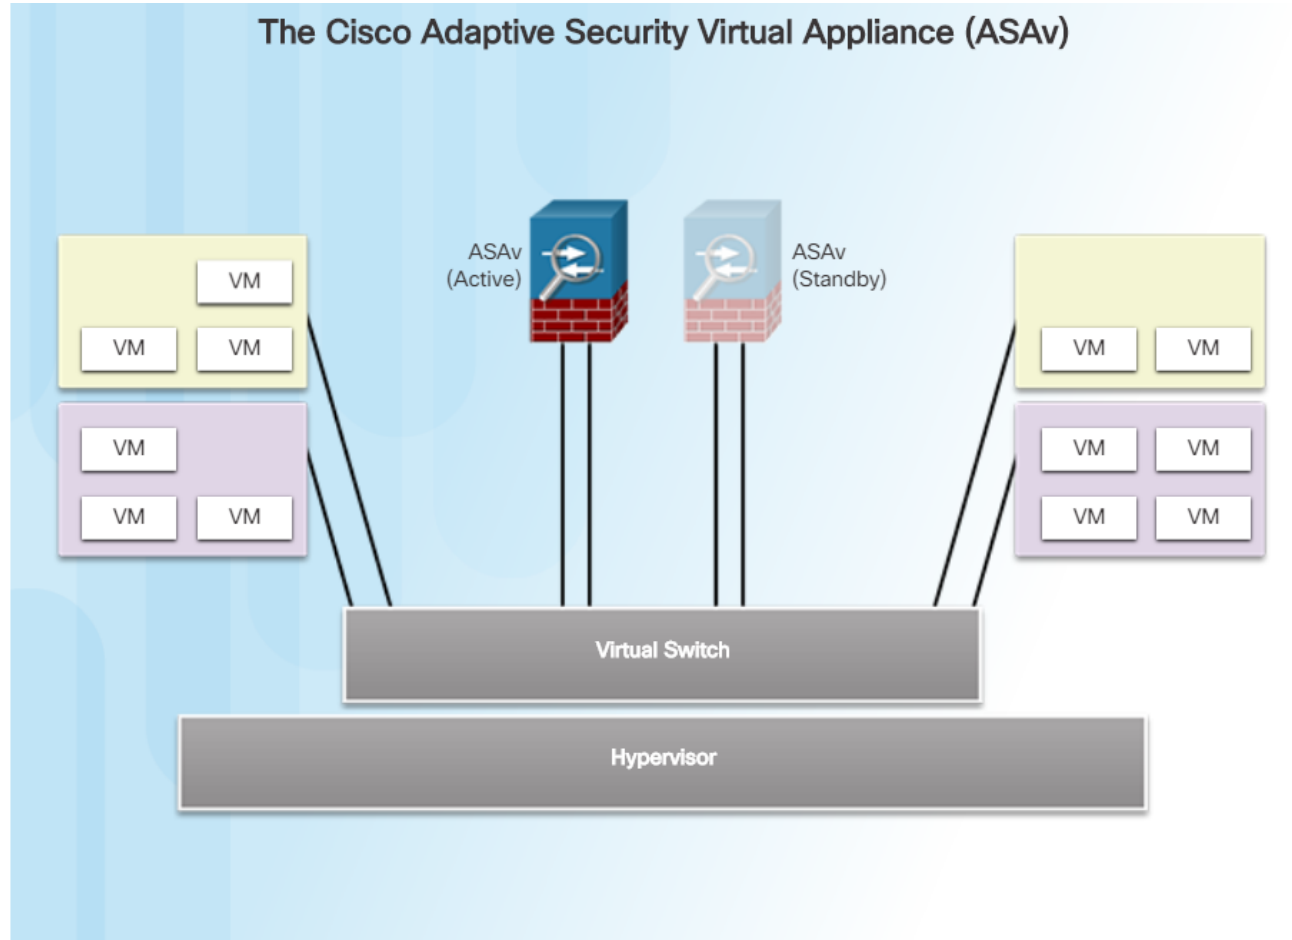 The Cisco Adaptive Security Virtual Appliance (ASAv)
ASAv
(Active)
ASAv
(Standby)
VM
VM VM
VM
VM VM
VM VM
VM VM
VM VM
Virtual Switch
Hypervisor